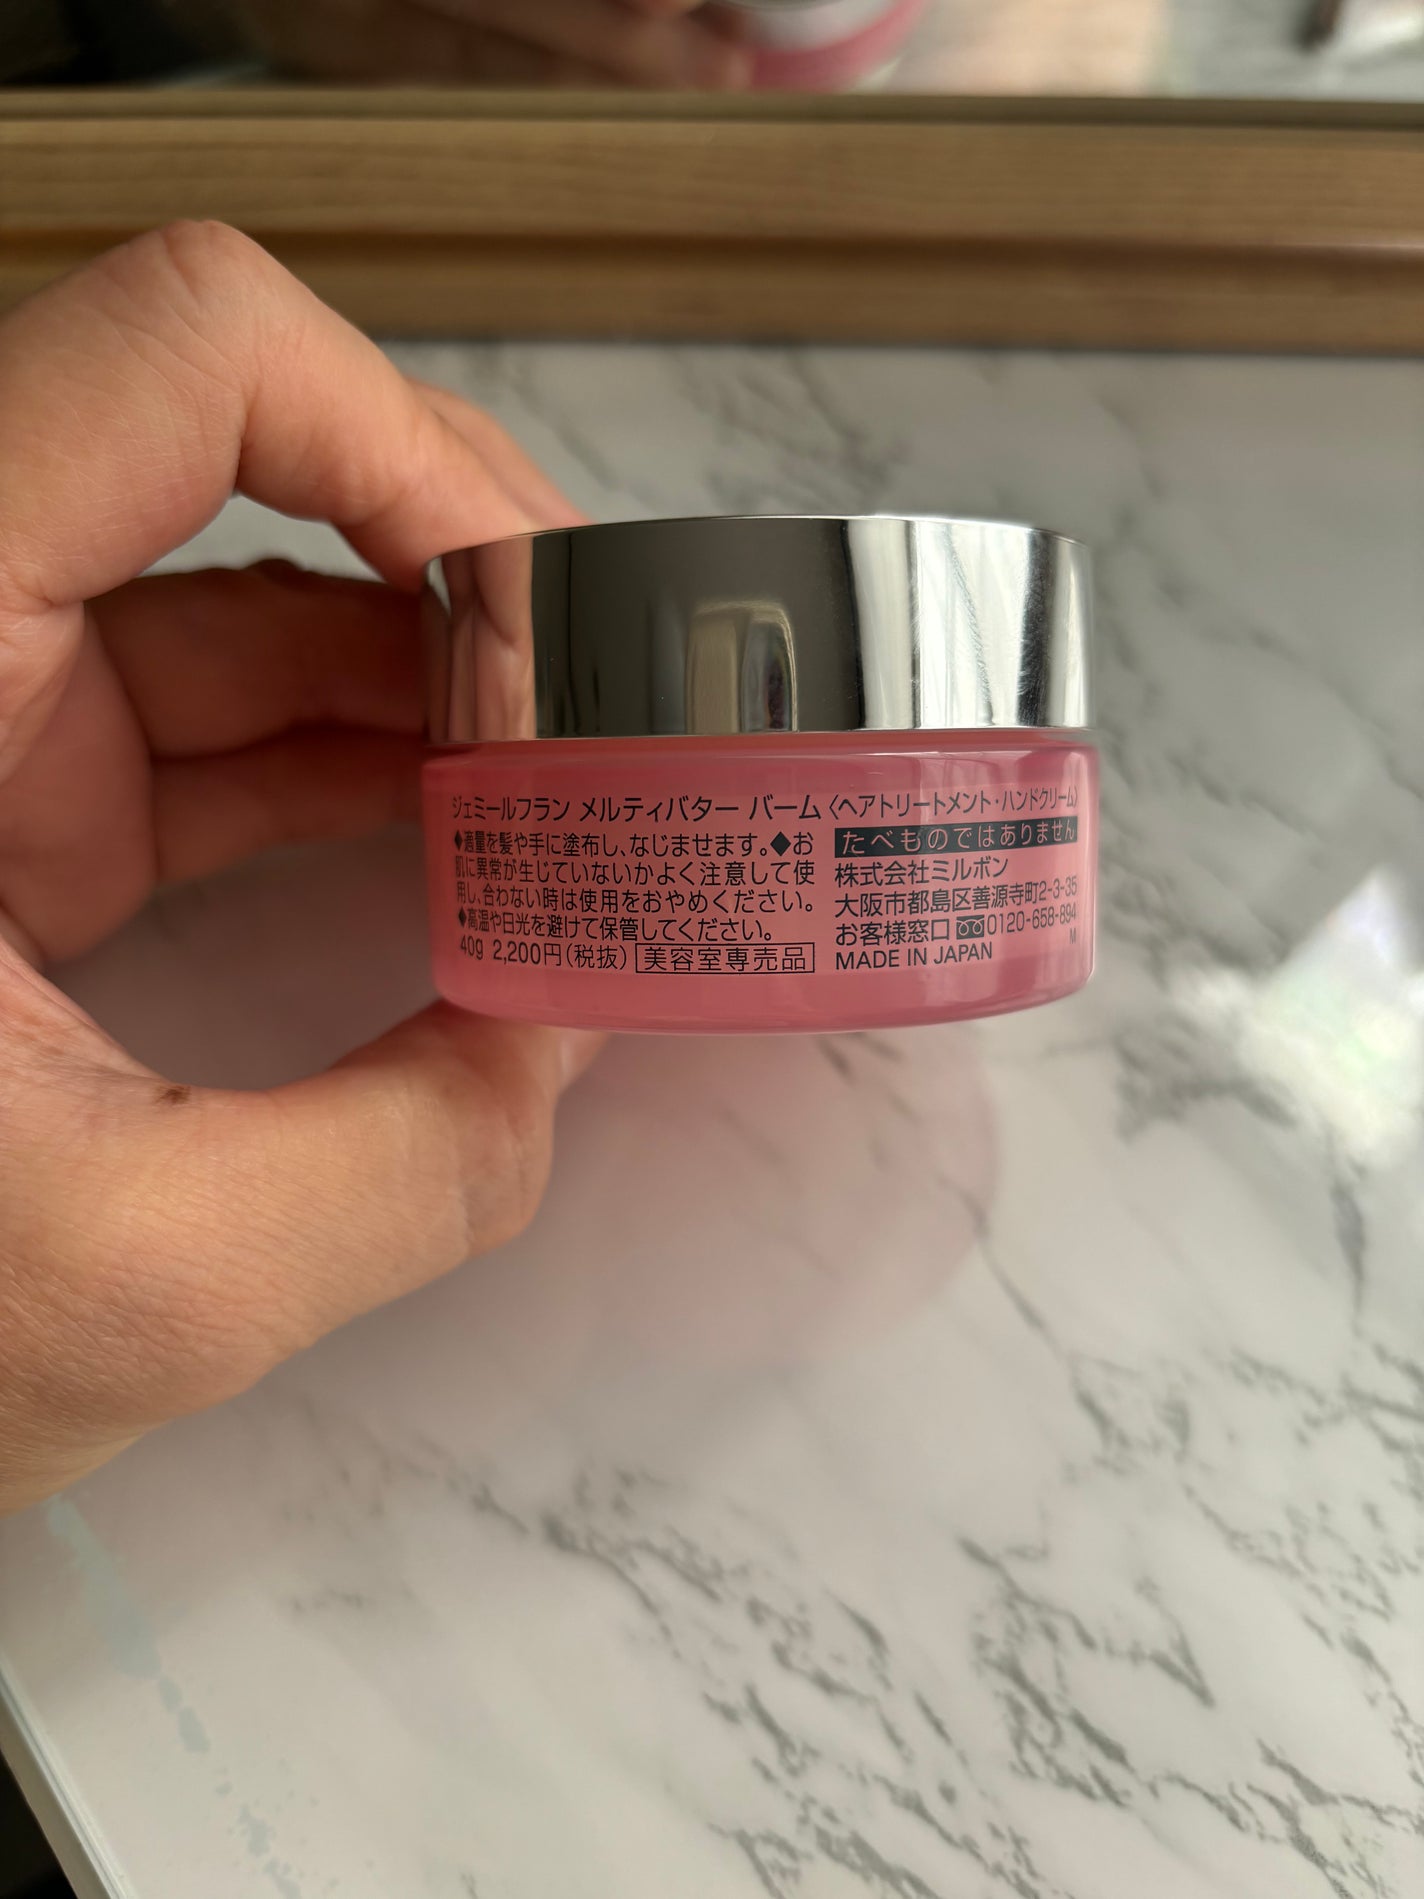 ジェミールフラン メルティバター バーム〈ヘアトリートメント・ハンドクリーム〉
◆適量を髪や手に塗布し、なじませます。◆お
肌に異常が生じていないかよく注意して使
用し、合わない時は使用をおやめください。
◆高温や日光を避けて保管してください。
40g 2,200円(税抜) 美容室専売品
たべものではありません
株式会社ミルボン
大阪市都島区善源寺町2-3-35
お客様窓口 0120-658-894
MADE IN JAPAN
M